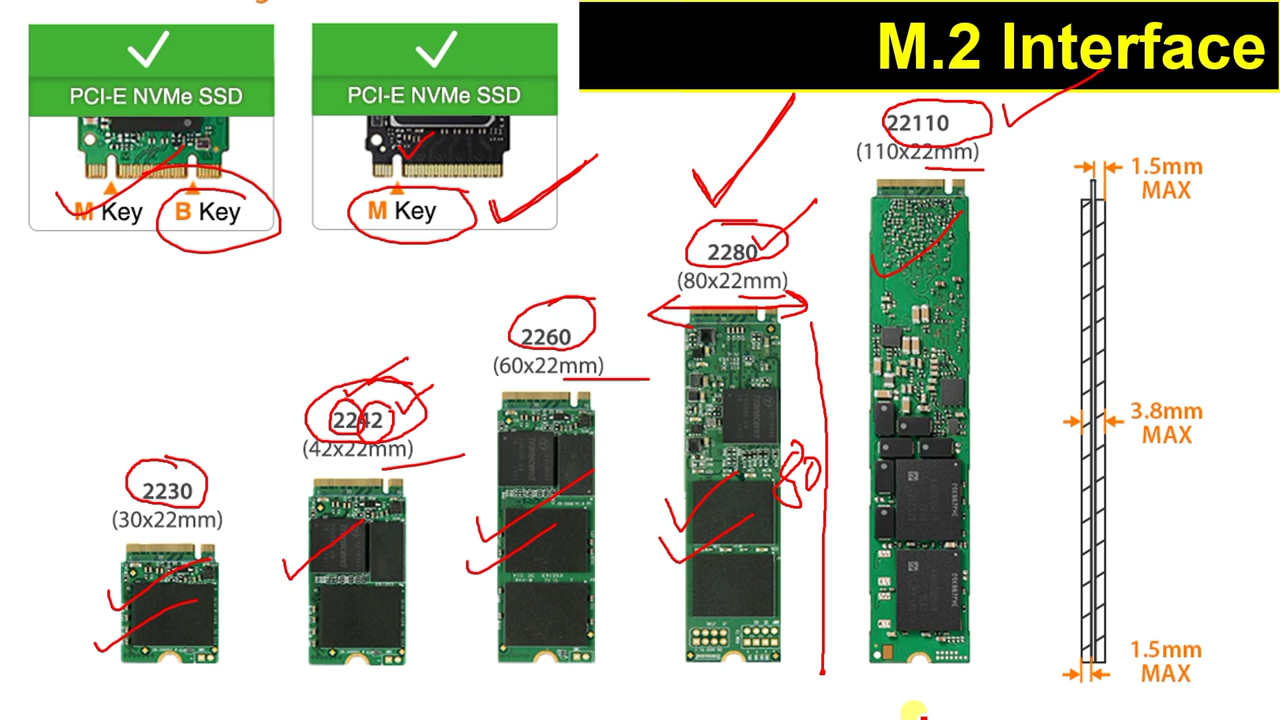 M.2 Interface
PCI-E NVMe SSD
M Key
B Key
PCI-E NVMe SSD
M Key
2230
(30x22mm)
2242
(42x22mm)
2260
(60x22mm)
2280
(80x22mm)
80
22110
(110x22mm)
1.5mm
MAX
3.8mm
MAX
1.5mm
MAX